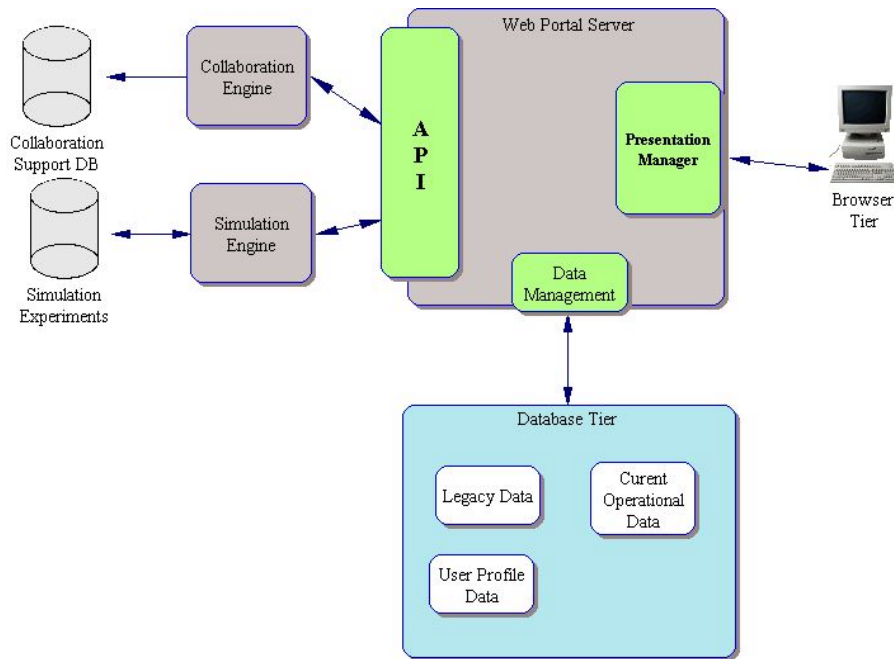 Web Portal Server
Collaboration
Engine
Collaboration
Support DB
A
P
I
Presentation
Manager
Browser
Tier
Simulation
Engine
Simulation
Experiments
Data
Management
Database Tier
Legacy Data
Curent
Operational
Data
User Profile
Data